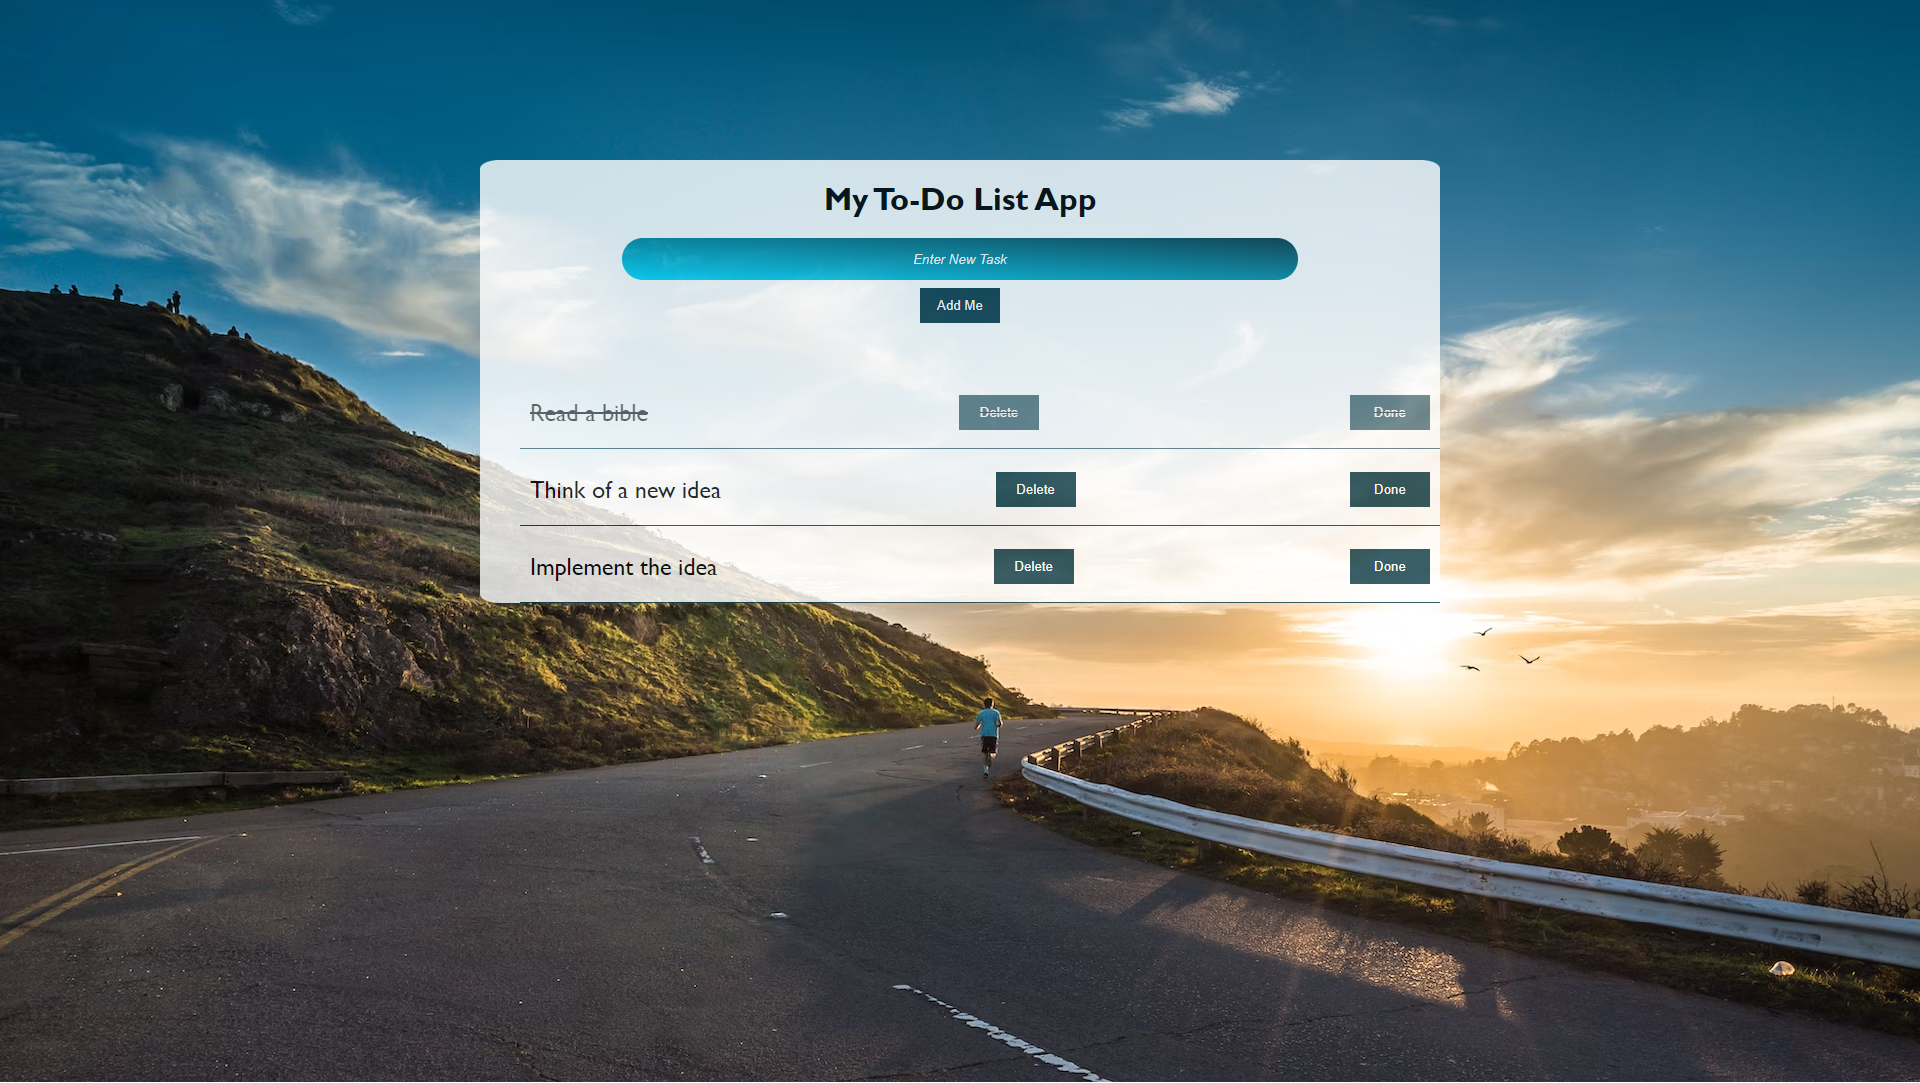 My To-Do List App
Enter New Task
Add Me
Read a bible Delete Done
Think of a new idea Delete Done
Implement the idea Delete Done